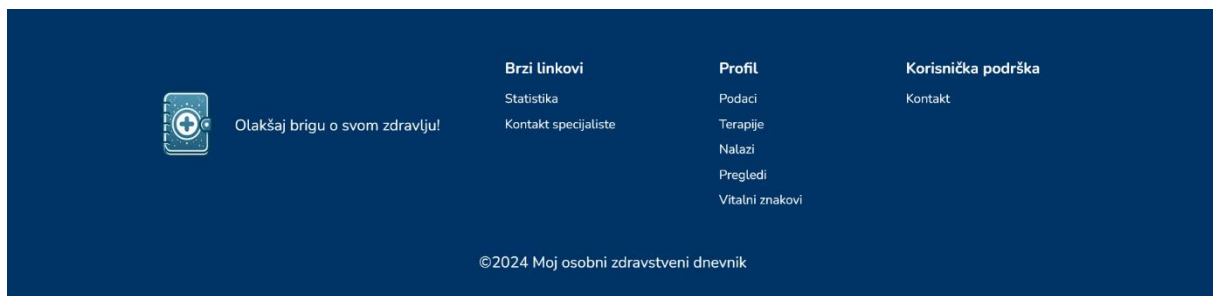 Olakšaj brigu o svom zdravlju!
Brzi linkovi
Statistika
Kontakt specijaliste
Profil
Podaci
Terapije
Nalazi
Pregledi
Vitalni znakovi
Korisnička podrška
Kontakt
©2024 Moj osobni zdravstveni dnevnik